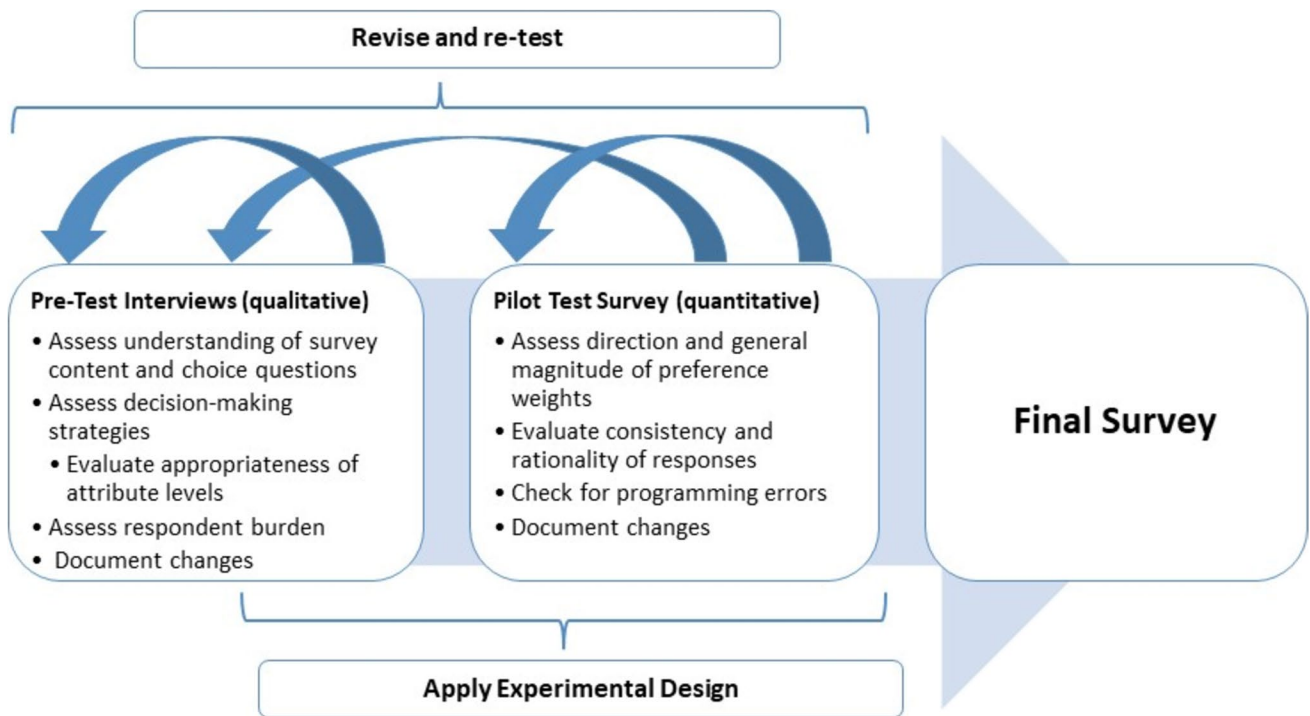 Revise and re-test
Pre-Test Interviews (qualitative)
• Assess understanding of survey
content and choice questions
• Assess decision-making
strategies
• Evaluate appropriateness of
attribute levels
• Assess respondent burden
• Document changes
Pilot Test Survey (quantitative)
• Assess direction and general
magnitude of preference
weights
• Evaluate consistency and
rationality of responses
• Check for programming errors
• Document changes
Final Survey
Apply Experimental Design